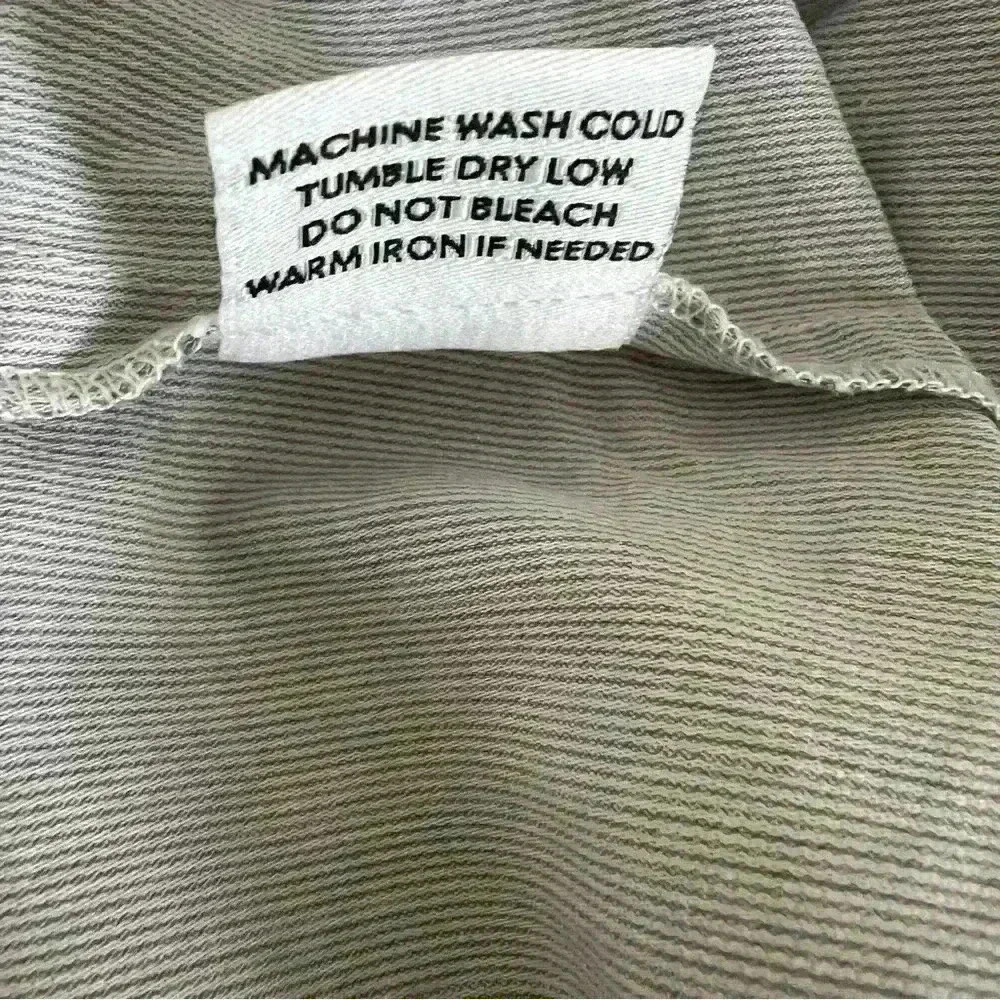 MACHINE WASH COLD
TUMBLE DRY LOW
DO NOT BLEACH
WARM IRON IF NEEDED